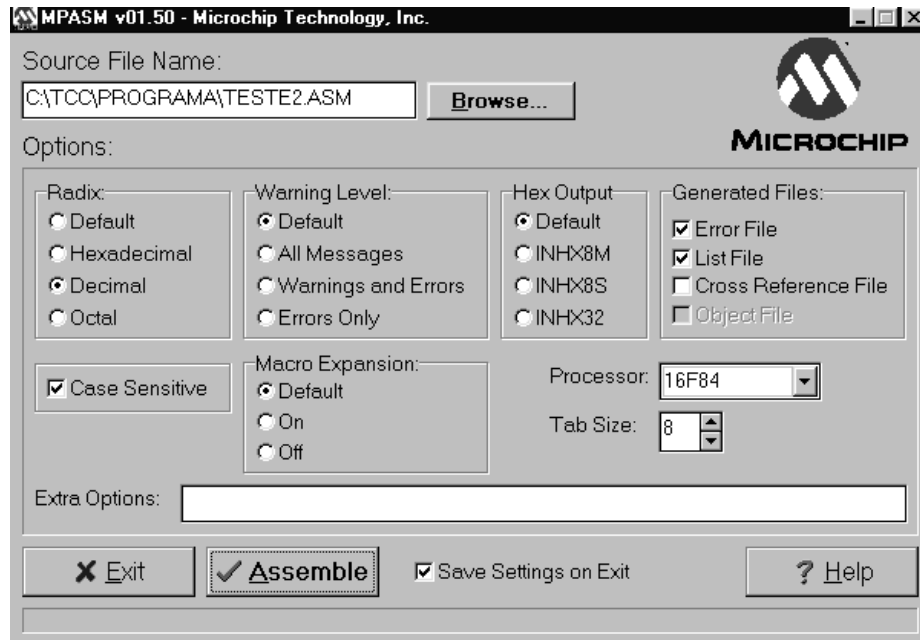 MPASM v01.50 - Microchip Technology, Inc.
Source File Name:
C:\TCC\PROGRAMA\TESTE2.ASM
Browse...
MICROCHIP
Options:
Radix:
Default
Hexadecimal
Decimal
Octal
Warning Level:
Default
All Messages
Warnings and Errors
Errors Only
Hex Output
Default
INHX8M
INHX8S
INHX32
Generated Files:
Error File
List File
Cross Reference File
Object File
Case Sensitive
Macro Expansion:
Default
On
Off
Processor: 16F84
Tab Size: 8
Extra Options:
Exit
Assemble
Save Settings on Exit
? Help